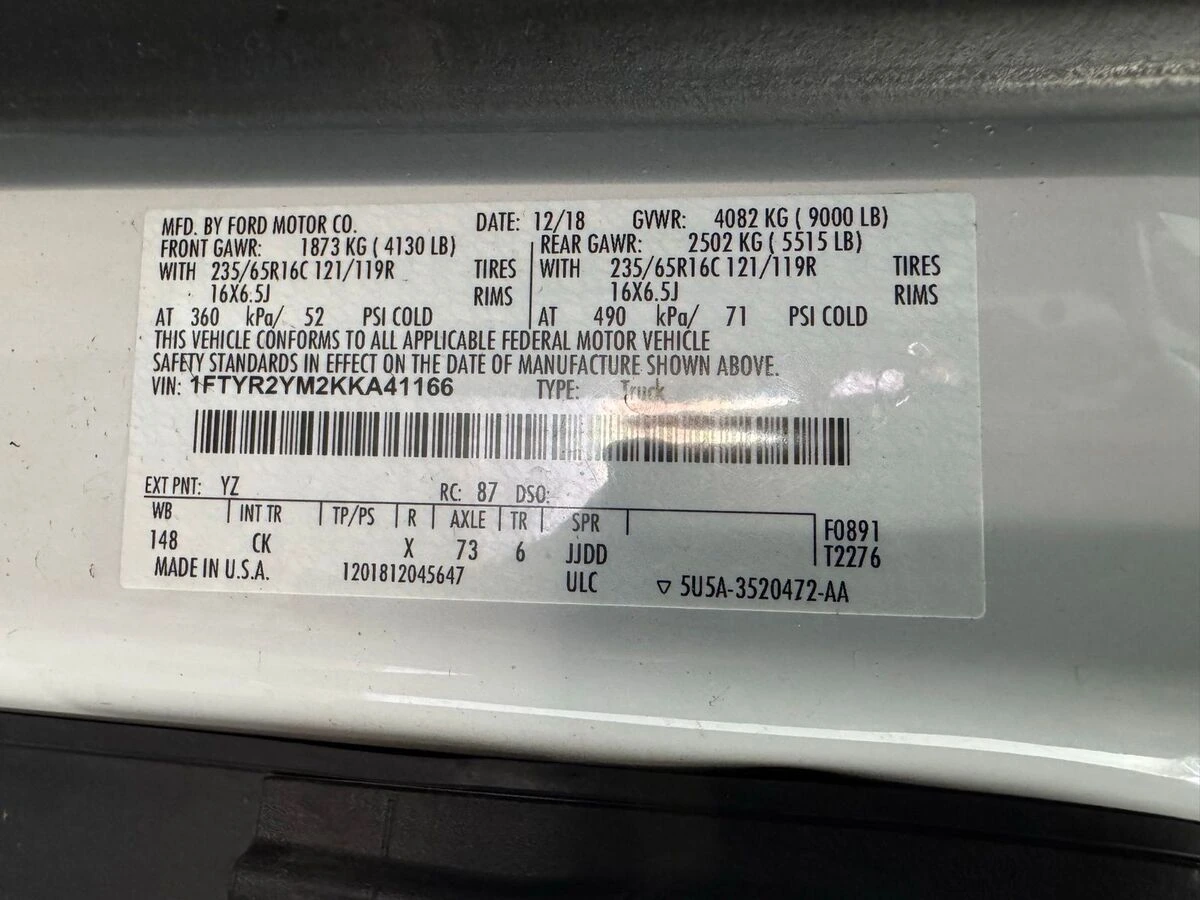 MFD. BY FORD MOTOR CO. DATE: 12/18 GVWR: 4082 KG ( 9000 LB)
FRONT GAWR: 1873 KG ( 4130 LB) REAR GAWR: 2502 KG ( 5515 LB)
WITH 235/65R16C 121/119R TIRES WITH 235/65R16C 121/119R TIRES
16X6.5J RIMS 16X6.5J RIMS
AT 360 kPa/ 52 PSI COLD AT 490 kPa/ 71 PSI COLD
THIS VEHICLE CONFORMS TO ALL APPLICABLE FEDERAL MOTOR VEHICLE
SAFETY STANDARDS IN EFFECT ON THE DATE OF MANUFACTURE SHOWN ABOVE.
VIN: 1FTYR2YM2KKA41166 TYPE: Truck
EXT PNT: YZ RC: 87 DSO:
WB INT TR TP/PS R AXLE TR SPR F0891
148 CK X 73 6 JJDD T2276
MADE IN U.S.A. 1201812045647 ULC ▽ 5U5A-3520472-AA